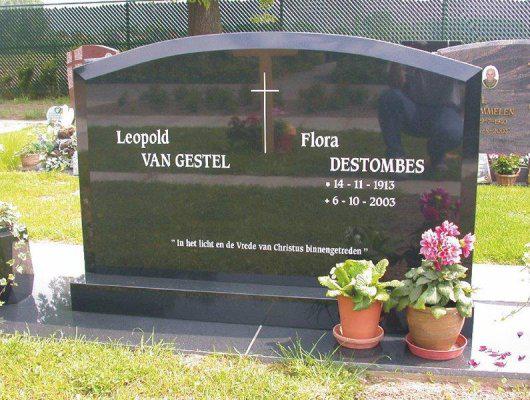 Leopold
VAN GESTEL
Flora
DESTOMBES
14 - 11 - 1913
+ 6 - 10 - 2003
" In het licht en de Vrede van Christus binnengetreden "